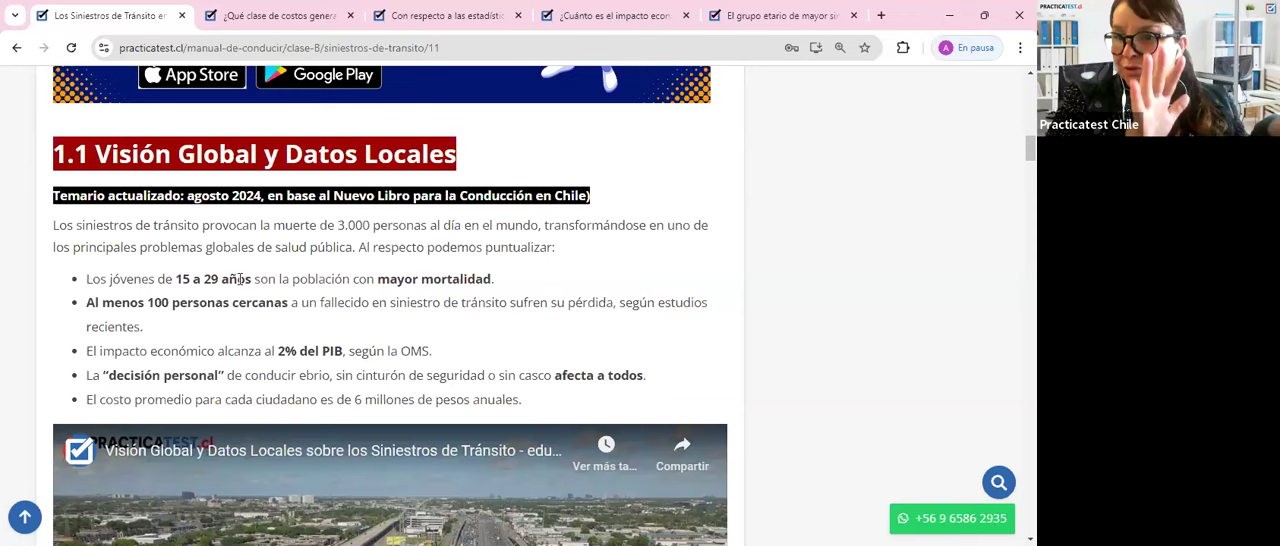 Los Siniestros de Tránsito en
¿Qué clase de costos genera
Con respecto a las estadístic
¿Cuánto es el impacto econ
El grupo etario de mayor sin
practicatest.cl/manual-de-conducir/clase-B/siniestros-de-transito/11
A
En pausa
PRACTICATEST.cl
Practicatest Chile
App Store
Google Play
1.1 Visión Global y Datos Locales
Temario actualizado: agosto 2024, en base al Nuevo Libro para la Conducción en Chile)
Los siniestros de tránsito provocan la muerte de 3.000 personas al día en el mundo, transformándose en uno de
los principales problemas globales de salud pública. Al respecto podemos puntualizar:
• Los jóvenes de 15 a 29 años son la población con mayor mortalidad.
• Al menos 100 personas cercanas a un fallecido en siniestro de tránsito sufren su pérdida, según estudios
recientes.
• El impacto económico alcanza al 2% del PIB, según la OMS.
• La “decisión personal” de conducir ebrio, sin cinturón de seguridad o sin casco afecta a todos.
• El costo promedio para cada ciudadano es de 6 millones de pesos anuales.
PRACTICATEST.cl
Visión Global y Datos Locales sobre los Siniestros de Tránsito - edu...
Ver más ta...
Compartir
+56 9 6586 2935